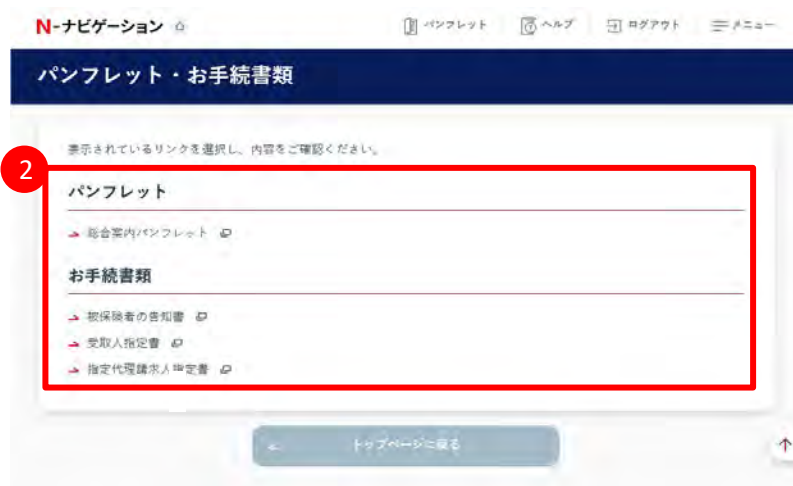 N-ナビゲーション
パンフレット ヘルプ ログアウト メニュー
パンフレット・お手続書類
表示されているリンクを選択し、内容をご確認ください。
2
パンフレット
総合案内パンフレット
お手続書類
被保険者の告知書
受取人指定書
指定代理請求人指定書
トップページに戻る